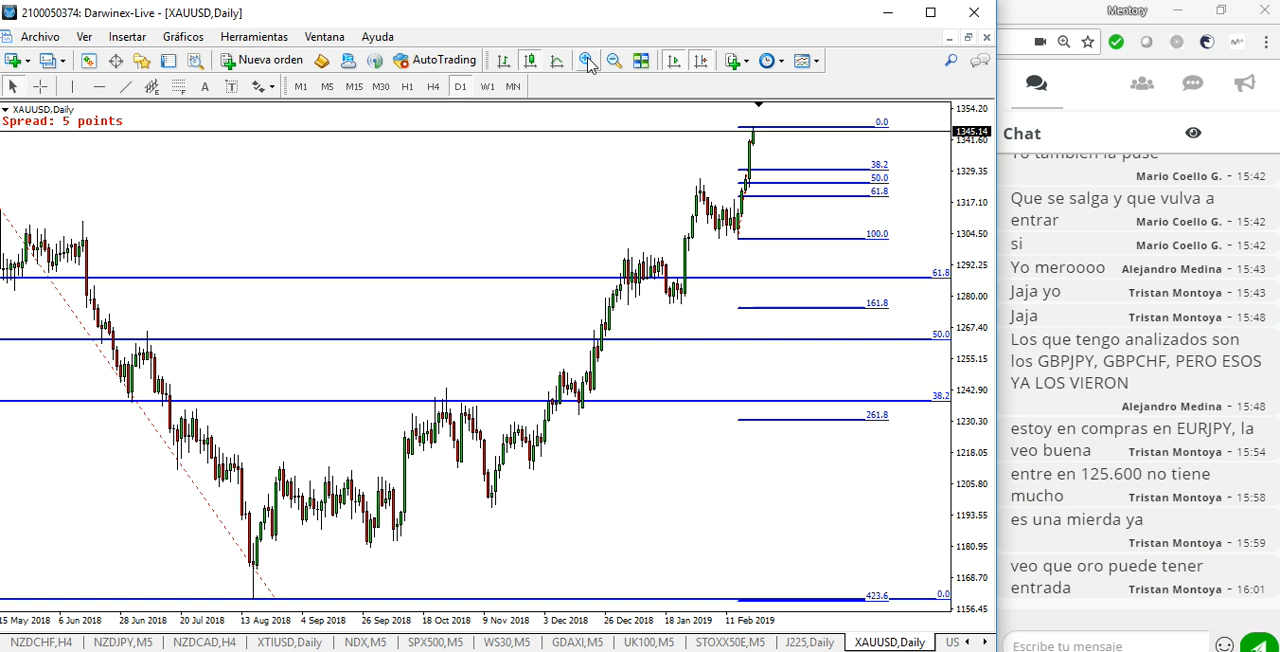 2100050374: Darwinex-Live - [XAUUSD,Daily]
Mentory
Archivo Ver Insertar Gráficos Herramientas Ventana Ayuda
Nueva orden AutoTrading
A T M1 M5 M15 M30 H1 H4 D1 W1 MN
XAUUSD,Daily
Spread: 5 points
1354.20
0.0
1345.14
1341.60
38.2
1329.35
50.0
61.8
1317.10
100.0
1304.50
1292.25
61.8
1280.00
161.8
1267.40
50.0
1255.15
1242.90
38.2
261.8
1230.30
1218.05
1205.80
1193.55
1180.95
1168.70
423.6
0.0
1156.45
15 May 2018 6 Jun 2018 28 Jun 2018 20 Jul 2018 13 Aug 2018 4 Sep 2018 26 Sep 2018 18 Oct 2018 9 Nov 2018 3 Dec 2018 26 Dec 2018 18 Jan 2019 11 Feb 2019
NZDCHF,H4 NZDJPY,M5 NZDCAD,H4 XTIUSD,Daily NDX,M5 SPX500,M5 WS30,M5 GDAXI,M5 UK100,M5 STOXX50E,M5 J225,Daily XAUUSD,Daily US
Chat
Yo también la puse
Mario Coello G. - 15:42
Que se salga y que vulva a
entrar Mario Coello G. - 15:42
si Mario Coello G. - 15:42
Yo meroooo Alejandro Medina - 15:43
Jaja yo Tristan Montoya - 15:43
Jaja Tristan Montoya - 15:48
Los que tengo analizados son
los GBPJPY, GBPCHF, PERO ESOS
YA LOS VIERON
Alejandro Medina - 15:48
estoy en compras en EURJPY, la
veo buena Tristan Montoya - 15:54
entre en 125.600 no tiene
mucho Tristan Montoya - 15:58
es una mierda ya
Tristan Montoya - 15:59
veo que oro puede tener
entrada Tristan Montoya - 16:01
Escribe tu mensaje